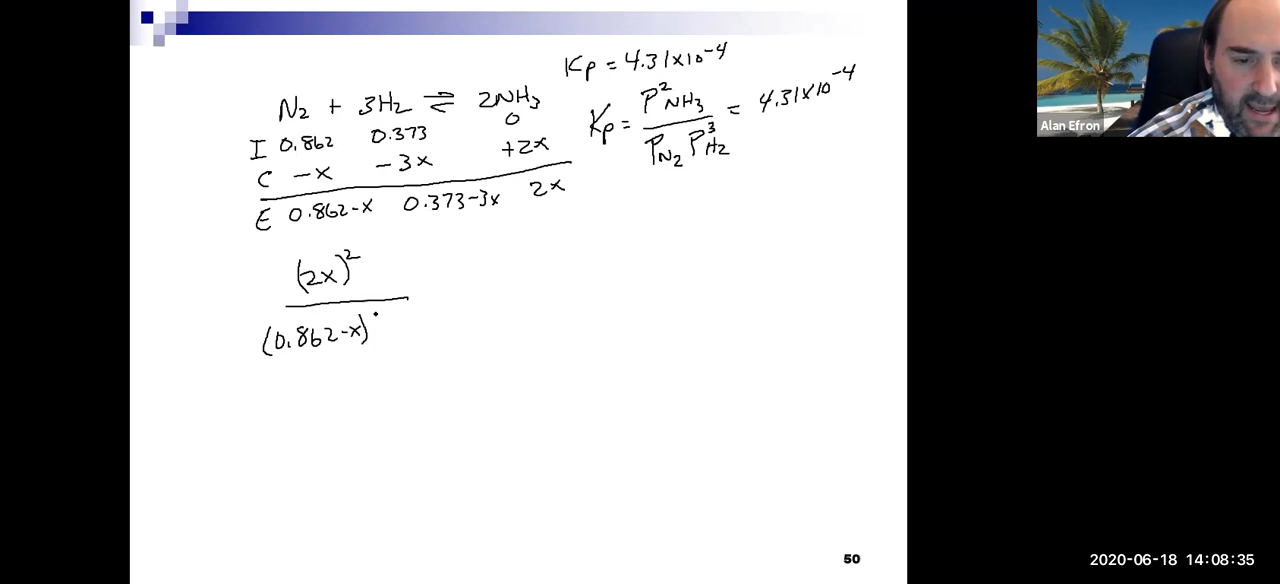 Kp = 4.31x10⁻⁴
N₂ + 3H₂ ⇌ 2NH₃
Kp = P²NH₃ / PN₂ P³H₂ = 4.31x10⁻⁴
I 0.862 0.373 0
C -x -3x +2x
E 0.862-x 0.373-3x 2x
(2x)²
(0.862-x)
Alan Efron
50
2020-06-18 14:08:35